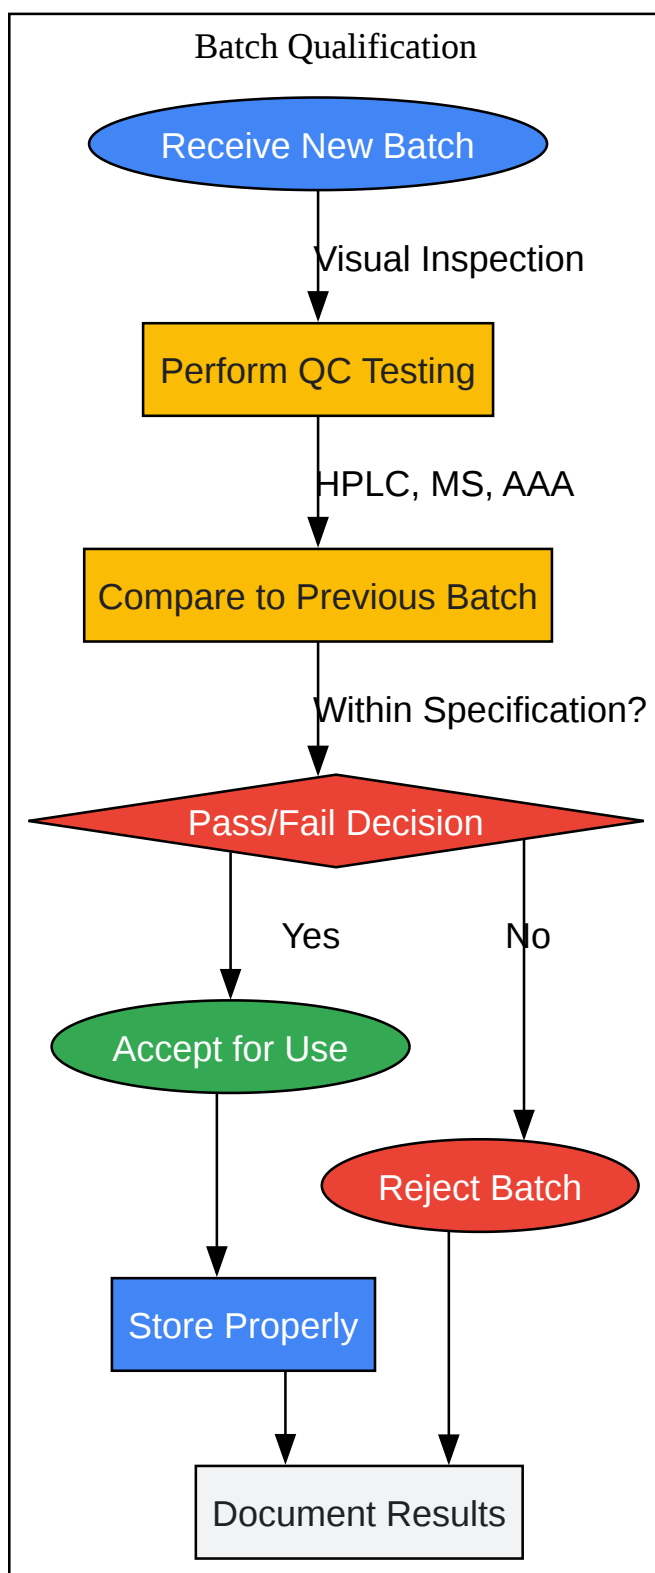 Batch Qualification
Receive New Batch
Visual Inspection
Perform QC Testing
HPLC, MS, AAA
Compare to Previous Batch
Within Specification?
Pass/Fail Decision
Yes
No
Accept for Use
Reject Batch
Store Properly
Document Results